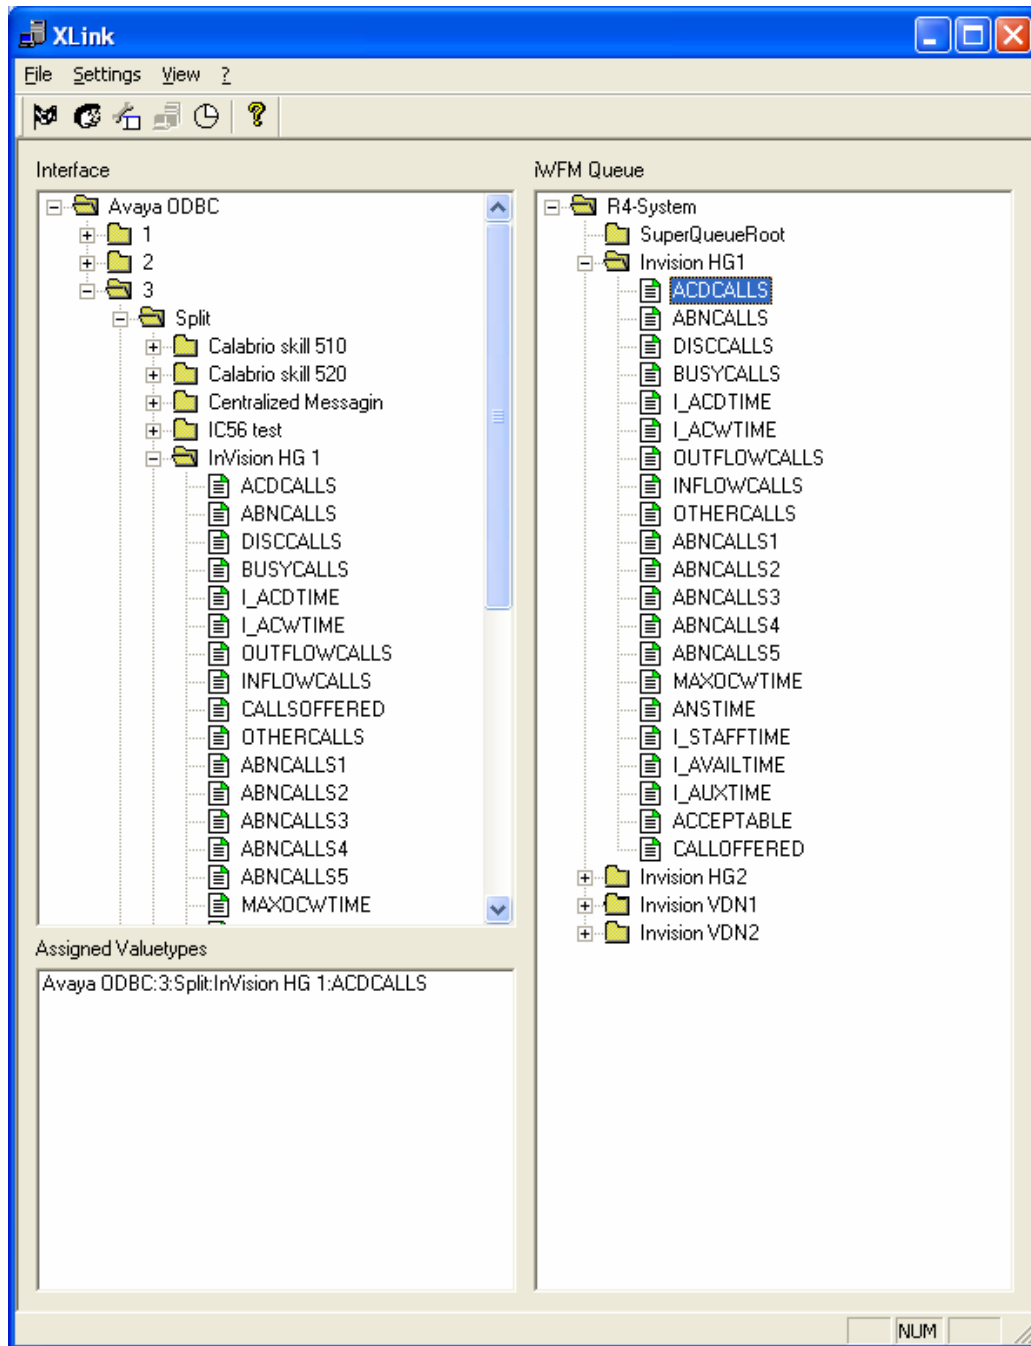 XLink
File Settings View ?
Interface
Avaya ODBC
1
2
3
Split
Calabrio skill 510
Calabrio skill 520
Centralized Messagin
IC56 test
InVision HG 1
ACDCALLS
ABNCALLS
DISCCALLS
BUSYCALLS
I_ACDTIME
I_ACWTIME
OUTFLOWCALLS
INFLOWCALLS
CALLSOFFERED
OTHERCALLS
ABNCALLS1
ABNCALLS2
ABNCALLS3
ABNCALLS4
ABNCALLS5
MAXOCWTIME
Assigned Valuetypes
Avaya ODBC:3:Split:InVision HG 1:ACDCALLS
iWFM Queue
R4-System
SuperQueueRoot
Invision HG1
ACDCALLS
ABNCALLS
DISCCALLS
BUSYCALLS
I_ACDTIME
I_ACWTIME
OUTFLOWCALLS
INFLOWCALLS
OTHERCALLS
ABNCALLS1
ABNCALLS2
ABNCALLS3
ABNCALLS4
ABNCALLS5
MAXOCWTIME
ANSTIME
I_STAFFTIME
I_AVAILTIME
I_AUXTIME
ACCEPTABLE
CALLOFFERED
Invision HG2
Invision VDN1
Invision VDN2
NUM